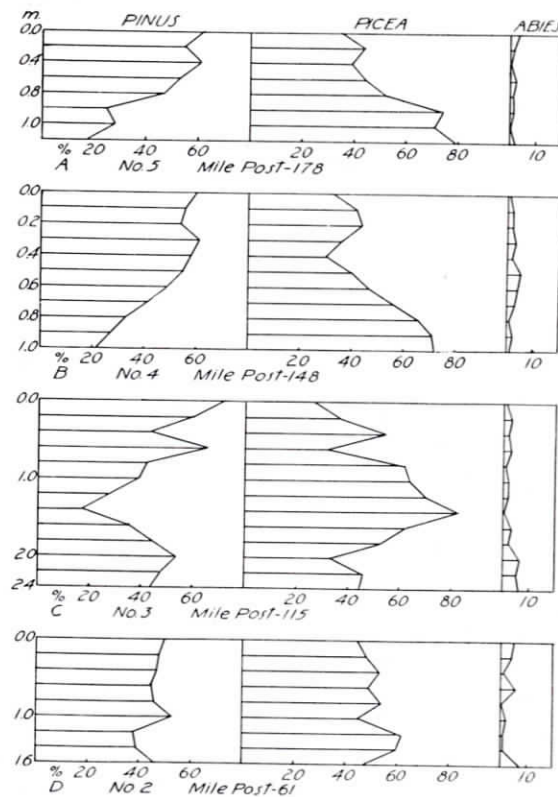 m. PINUS PICEA ABIES
0.0
0.4
0.8
1.0
% 20 40 60 20 40 60 80 10
A No. 5 Mile Post-178
0.0
0.2
0.4
0.6
0.8
1.0
% 20 40 60 20 40 60 80 10
B No. 4 Mile Post-148
0.0
1.0
2.0
2.4
% 20 40 60 20 40 60 80 10
C No. 3 Mile Post-115
0.0
1.0
1.6
% 20 40 60 20 40 60 80 10
D No 2 Mile Post-61